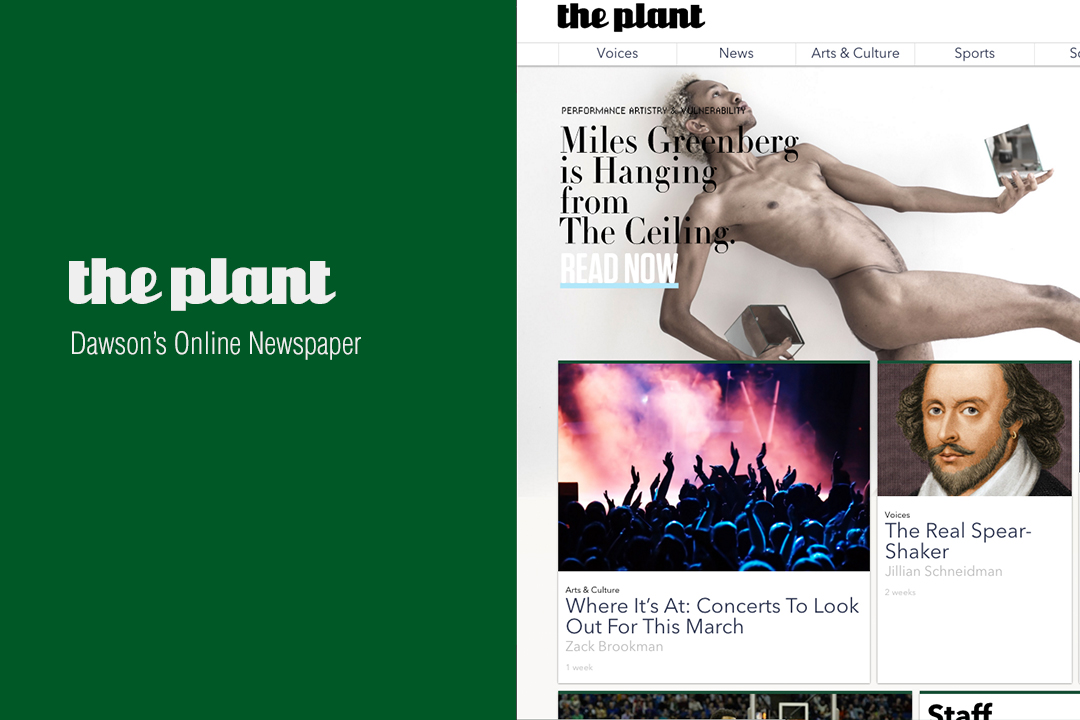 the plant
Dawson's Online Newspaper
the plant
Voices
News
Arts & Culture
Sports
PERFORMANCE ARTISTRY & VULNERABILITY
Miles Greenberg
is Hanging
from
The Ceiling.
READ NOW
Arts & Culture
Where It's At: Concerts To Look
Out For This March
Zack Brookman
1 week
Voices
The Real Spear-
Shaker
Jillian Schneidman
2 weeks
Staff